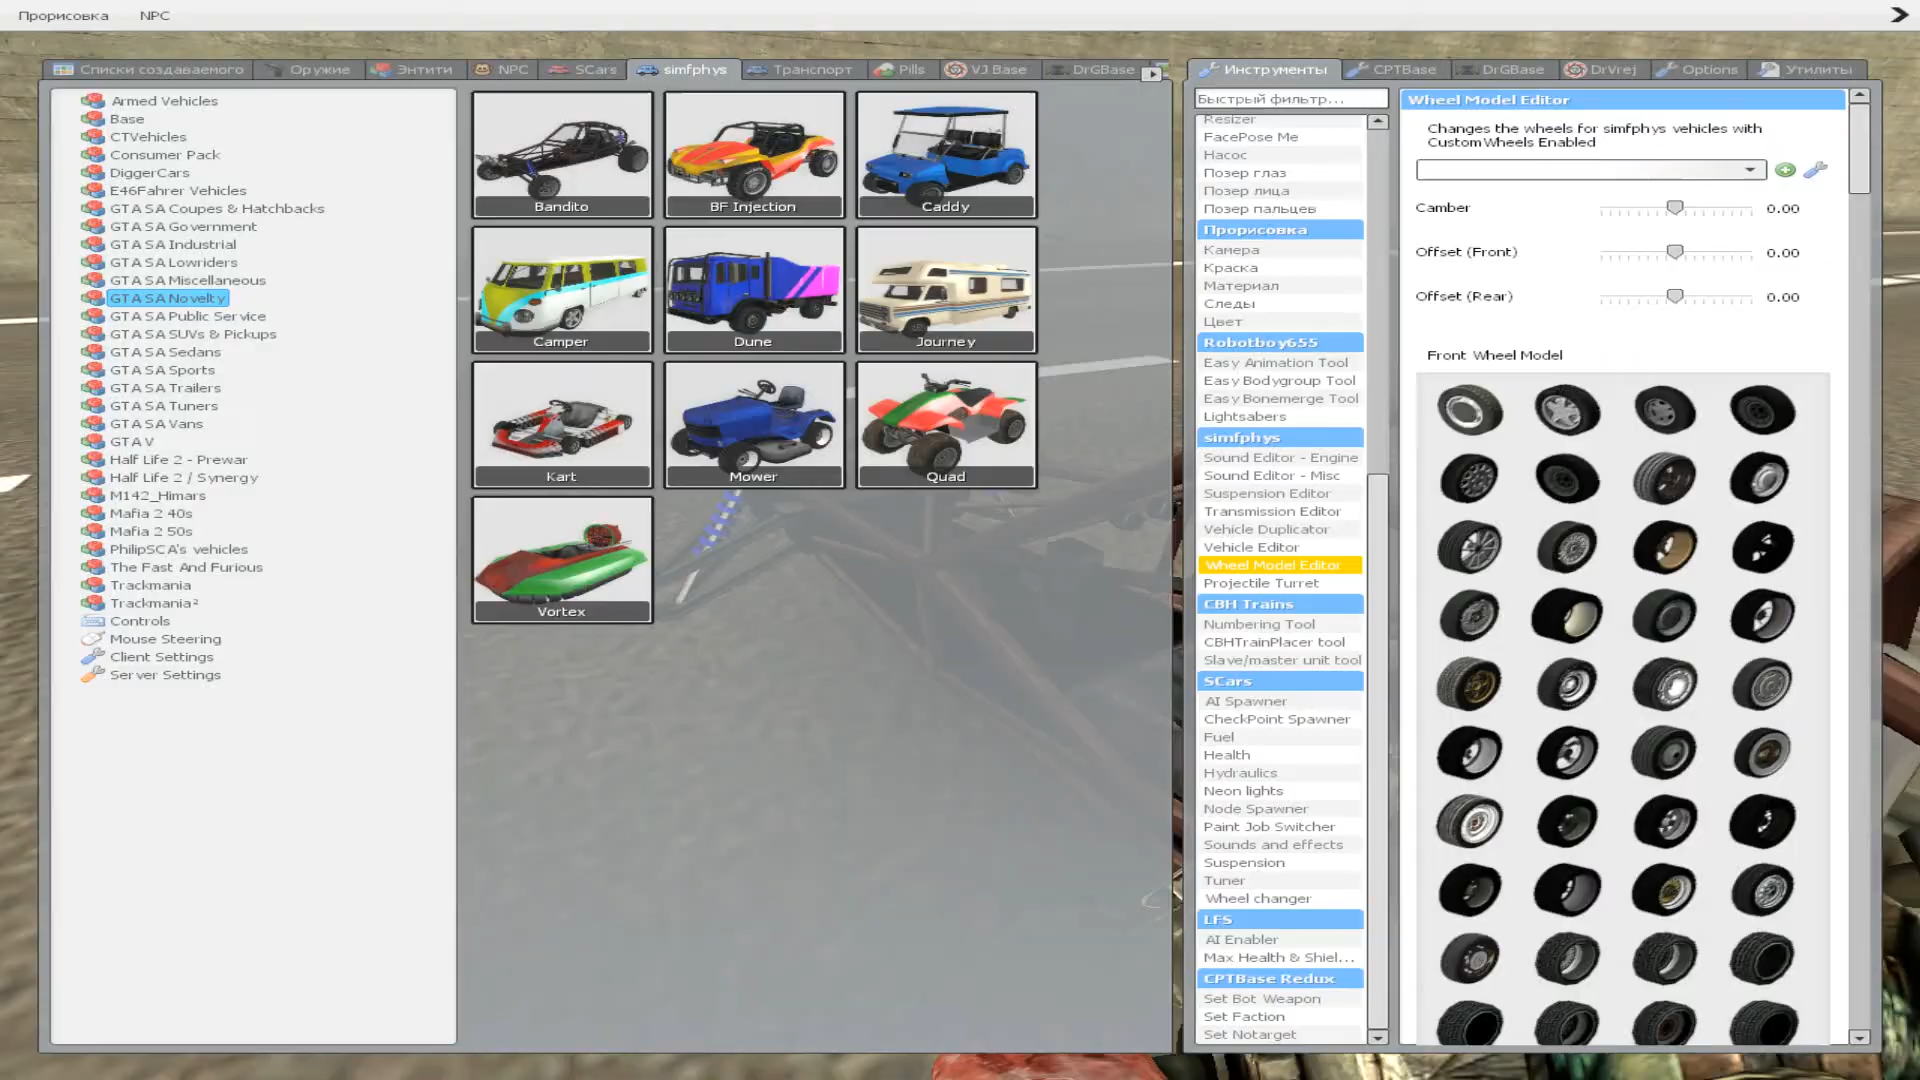 Прорисовка NPC
Списки создаваемого Оружие Энтити NPC SCars simfphys Транспорт Pills VJ Base DrGBase
Armed Vehicles
Base
CTVehicles
Consumer Pack
DiggerCars
E46Fahrer Vehicles
GTA SA Coupes & Hatchbacks
GTA SA Government
GTA SA Industrial
GTA SA Lowriders
GTA SA Miscellaneous
GTA SA Novelty
GTA SA Public Service
GTA SA SUVs & Pickups
GTA SA Sedans
GTA SA Sports
GTA SA Trailers
GTA SA Tuners
GTA SA Vans
GTA V
Half Life 2 - Prewar
Half Life 2 / Synergy
M142_Himars
Mafia 2 40s
Mafia 2 50s
PhilipSCA's vehicles
The Fast And Furious
Trackmania
Trackmania²
Controls
Mouse Steering
Client Settings
Server Settings
Bandito BF Injection Caddy
Camper Dune Journey
Kart Mower Quad
Vortex
Инструменты CPTBase DrGBase DrVrej Options Утилиты
Быстрый фильтр...
Resizer
FacePose Me
Насос
Позер глаз
Позер лица
Позер пальцев
Прорисовка
Камера
Краска
Материал
Следы
Цвет
Robotboy655
Easy Animation Tool
Easy Bodygroup Tool
Easy Bonemerge Tool
Lightsabers
simfphys
Sound Editor - Engine
Sound Editor - Misc
Suspension Editor
Transmission Editor
Vehicle Duplicator
Vehicle Editor
Wheel Model Editor
Projectile Turret
CBH Trains
Numbering Tool
CBHTrainPlacer tool
Slave/master unit tool
SCars
AI Spawner
CheckPoint Spawner
Fuel
Health
Hydraulics
Neon lights
Node Spawner
Paint Job Switcher
Sounds and effects
Suspension
Tuner
Wheel changer
LFS
AI Enabler
Max Health & Shiel...
CPTBase Redux
Set Bot Weapon
Set Faction
Set Notarget
Wheel Model Editor
Changes the wheels for simfphys vehicles with
CustomWheels Enabled
Camber 0.00
Offset (Front) 0.00
Offset (Rear) 0.00
Front Wheel Model